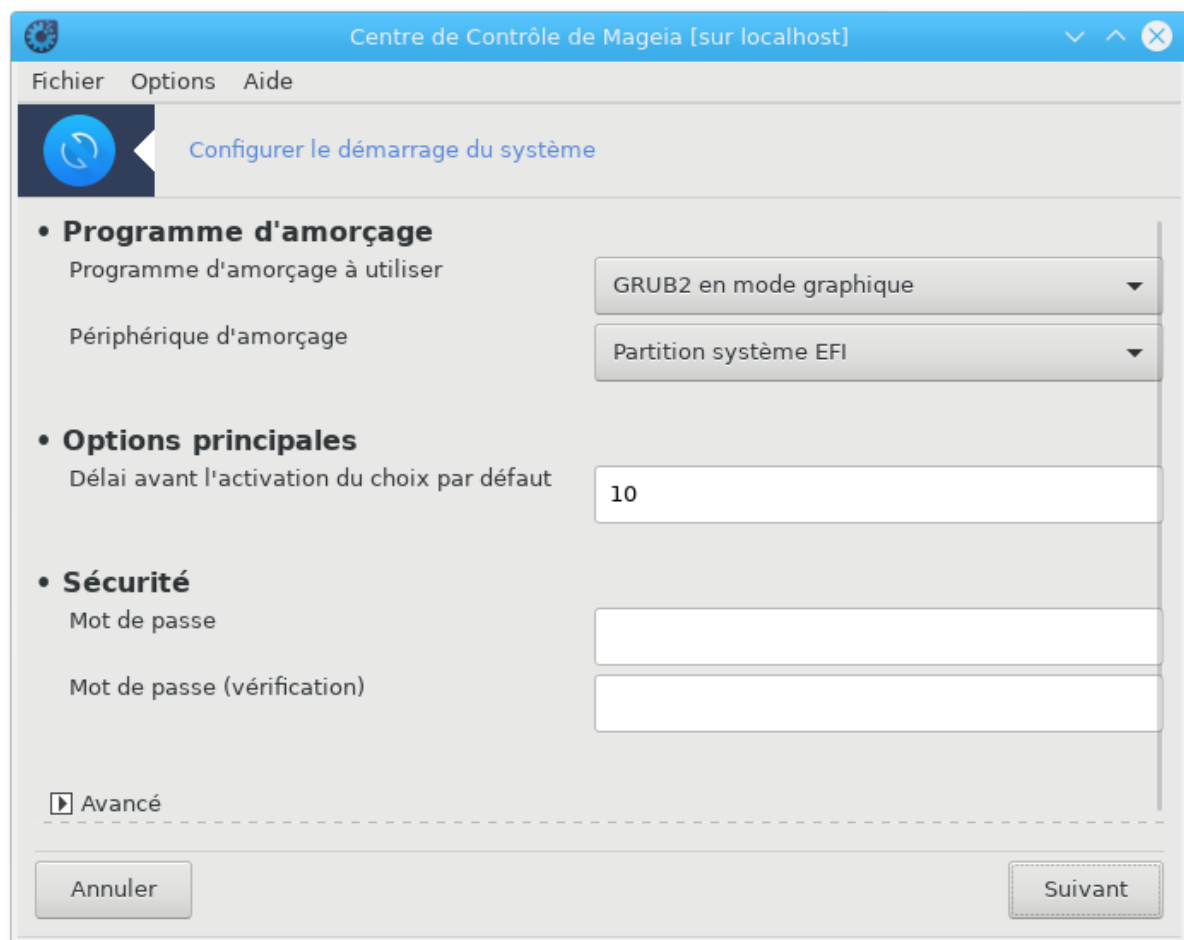 Centre de Contrôle de Mageia [sur localhost]
Fichier Options Aide
Configurer le démarrage du système
• Programme d'amorçage
Programme d'amorçage à utiliser
GRUB2 en mode graphique
Périphérique d'amorçage
Partition système EFI
• Options principales
Délai avant l'activation du choix par défaut
10
• Sécurité
Mot de passe
Mot de passe (vérification)
Avancé
Annuler
Suivant